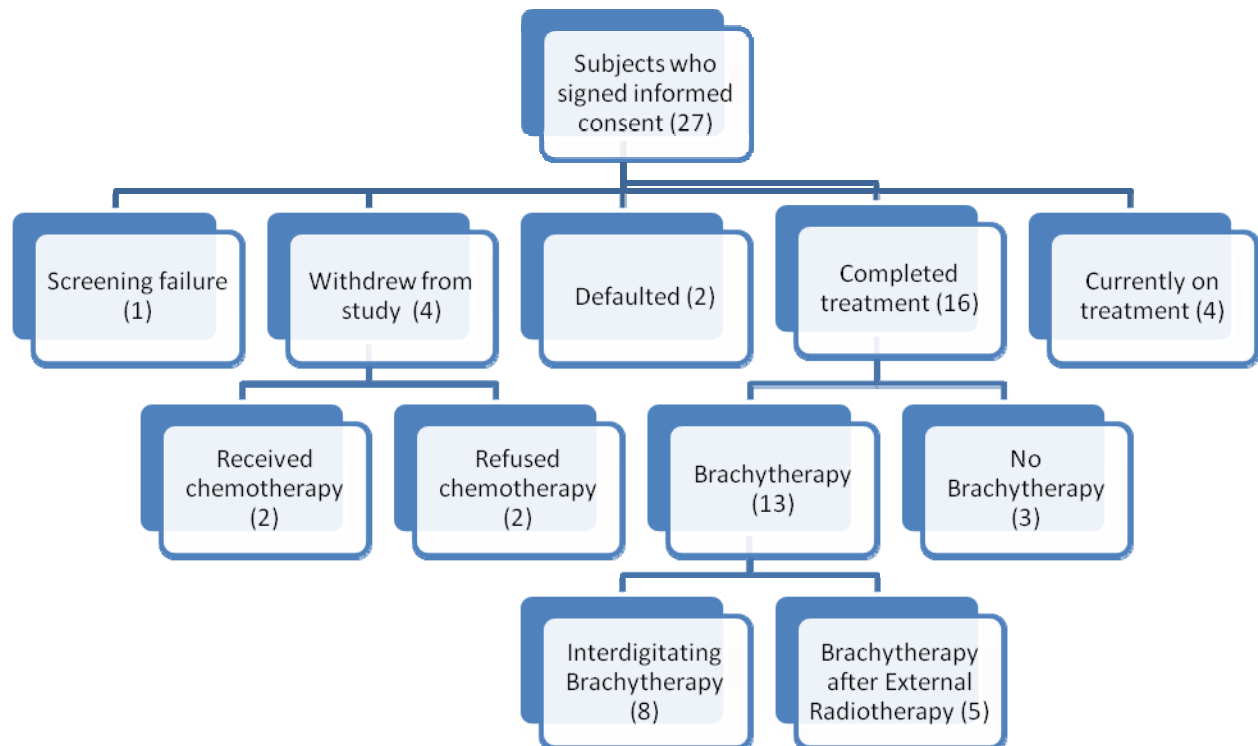 Subjects who
signed informed
consent (27)
Screening failure
(1)
Withdrew from
study (4)
Defaulted (2)
Completed
treatment (16)
Currently on
treatment (4)
Received
chemotherapy
(2)
Refused
chemotherapy
(2)
Brachytherapy
(13)
No
Brachytherapy
(3)
Interdigitating
Brachytherapy
(8)
Brachytherapy
after External
Radiotherapy (5)